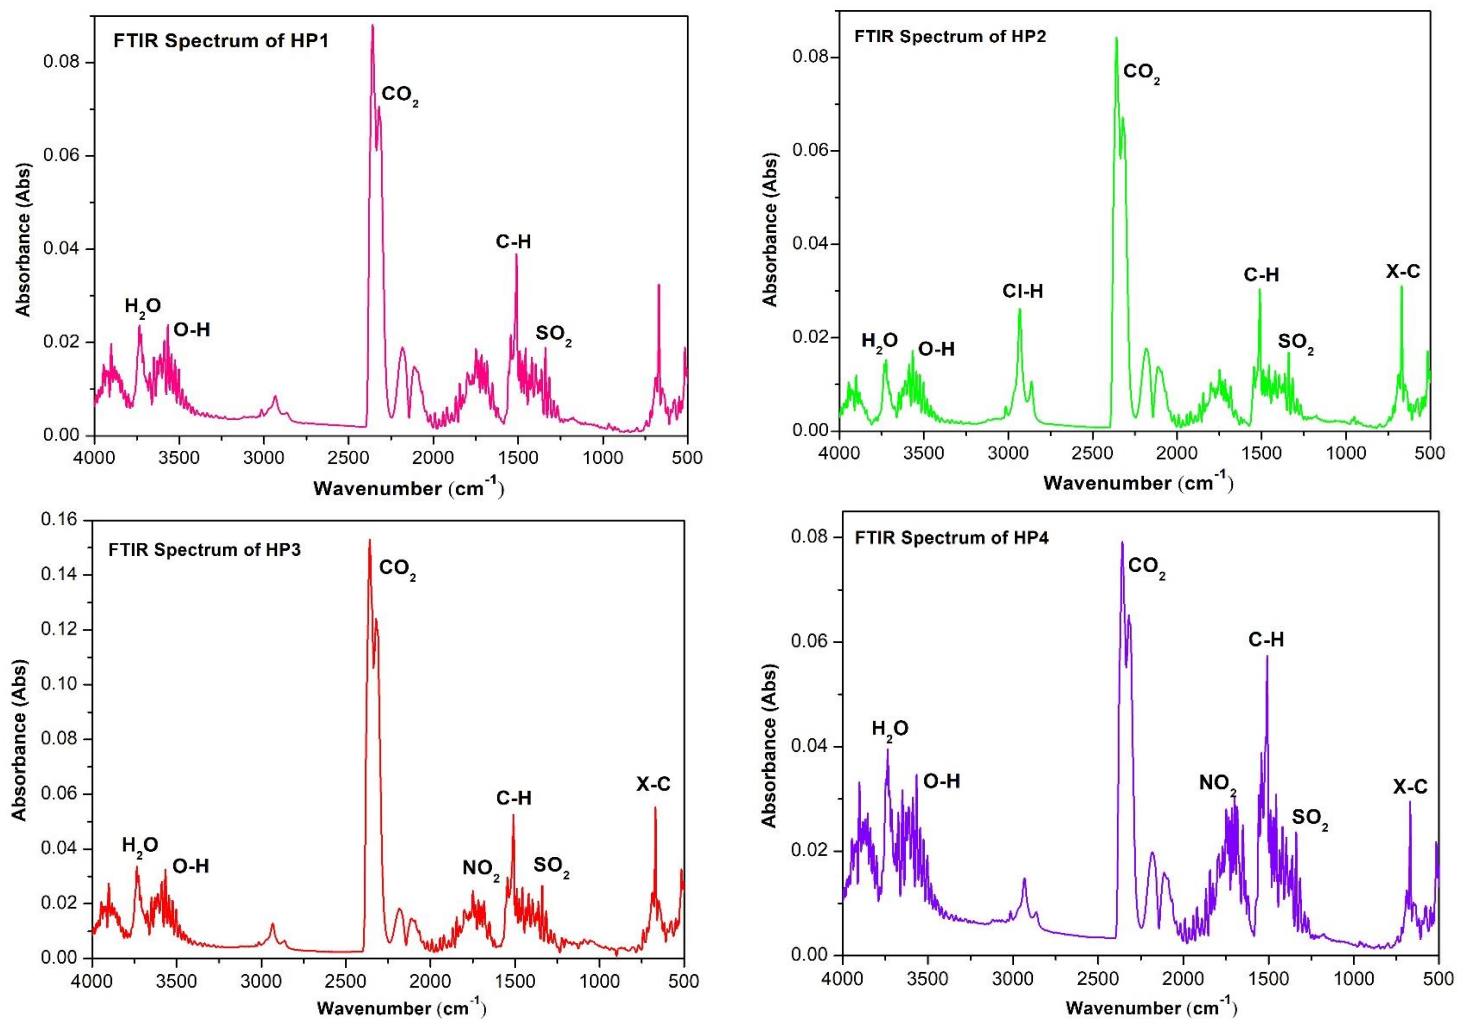 FTIR Spectrum of HP1
Absorbance (Abs)
0.08
0.06
0.04
0.02
0.00
CO2
C-H
H2O
O-H
SO2
4000 3500 3000 2500 2000 1500 1000 500
Wavenumber (cm-1)
FTIR Spectrum of HP2
Absorbance (Abs)
0.08
0.06
0.04
0.02
0.00
CO2
Cl-H
C-H
X-C
H2O
O-H
SO2
4000 3500 3000 2500 2000 1500 1000 500
Wavenumber (cm-1)
FTIR Spectrum of HP3
Absorbance (Abs)
0.16
0.14
0.12
0.10
0.08
0.06
0.04
0.02
0.00
CO2
C-H
X-C
H2O
O-H
NO2
SO2
4000 3500 3000 2500 2000 1500 1000 500
Wavenumber (cm-1)
FTIR Spectrum of HP4
Absorbance (Abs)
0.08
0.06
0.04
0.02
0.00
CO2
C-H
H2O
O-H
NO2
X-C
SO2
4000 3500 3000 2500 2000 1500 1000 500
Wavenumber (cm-1)